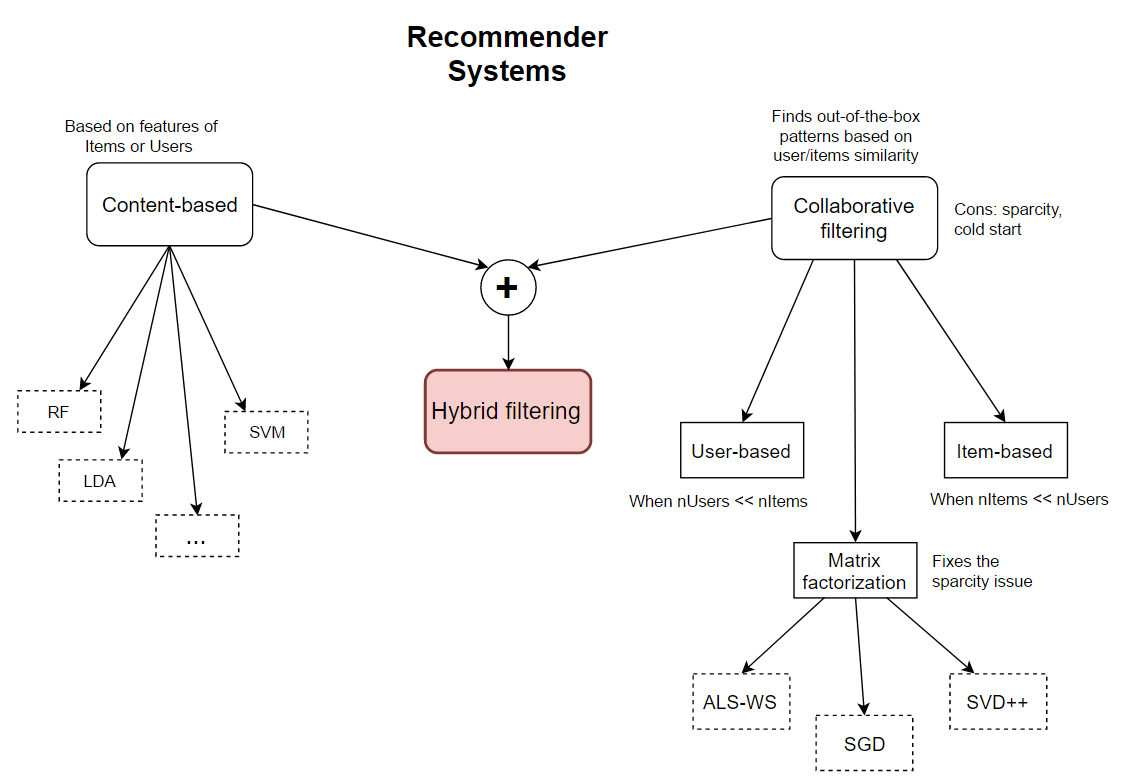 Recommender
Systems
Based on features of
Items or Users
Content-based
Finds out-of-the-box
patterns based on
user/items similarity
Collaborative
filtering
Cons: sparcity,
cold start
+
Hybrid filtering
RF
LDA
...
SVM
User-based
When nUsers << nItems
Item-based
When nItems << nUsers
Matrix
factorization
Fixes the
sparcity issue
ALS-WS
SGD
SVD++